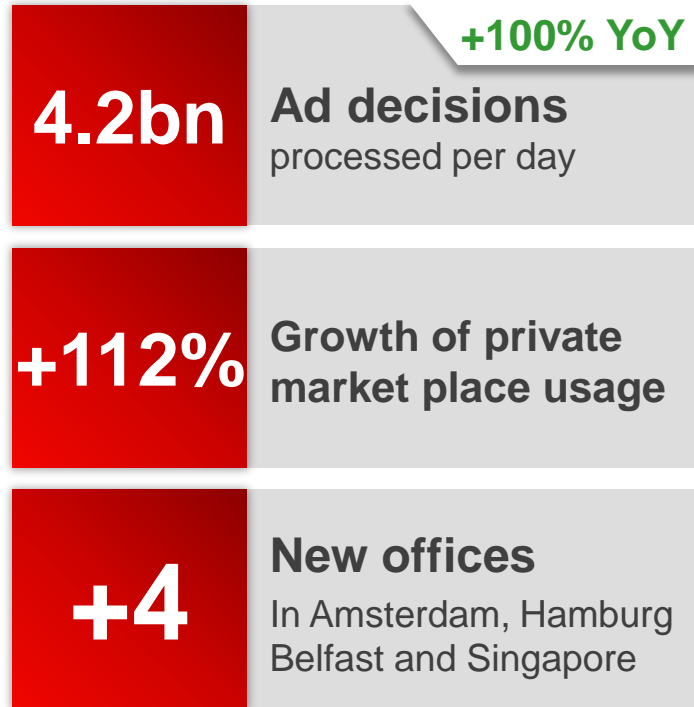 +100% YoY
4.2bn
Ad decisions
processed per day
+112%
Growth of private
market place usage
+4
New offices
In Amsterdam, Hamburg
Belfast and Singapore